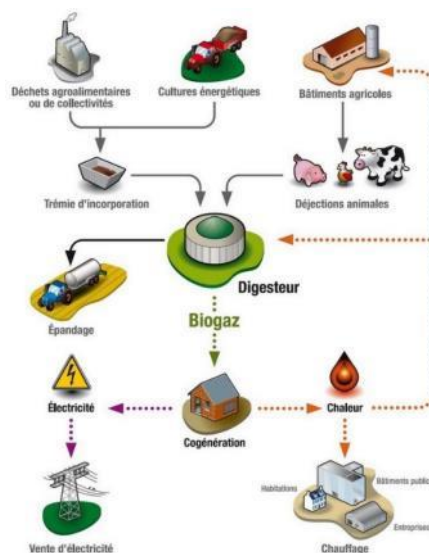 Déchets agroalimentaires
ou de collectivités
Cultures énergétiques
Bâtiments agricoles
Trémie d'incorporation
Déjections animales
Digesteur
Épandage
Biogaz
Électricité
Cogénération
Chaleur
Vente d'électricité
Habitations
Bâtiments public
Entreprises
Chauffage